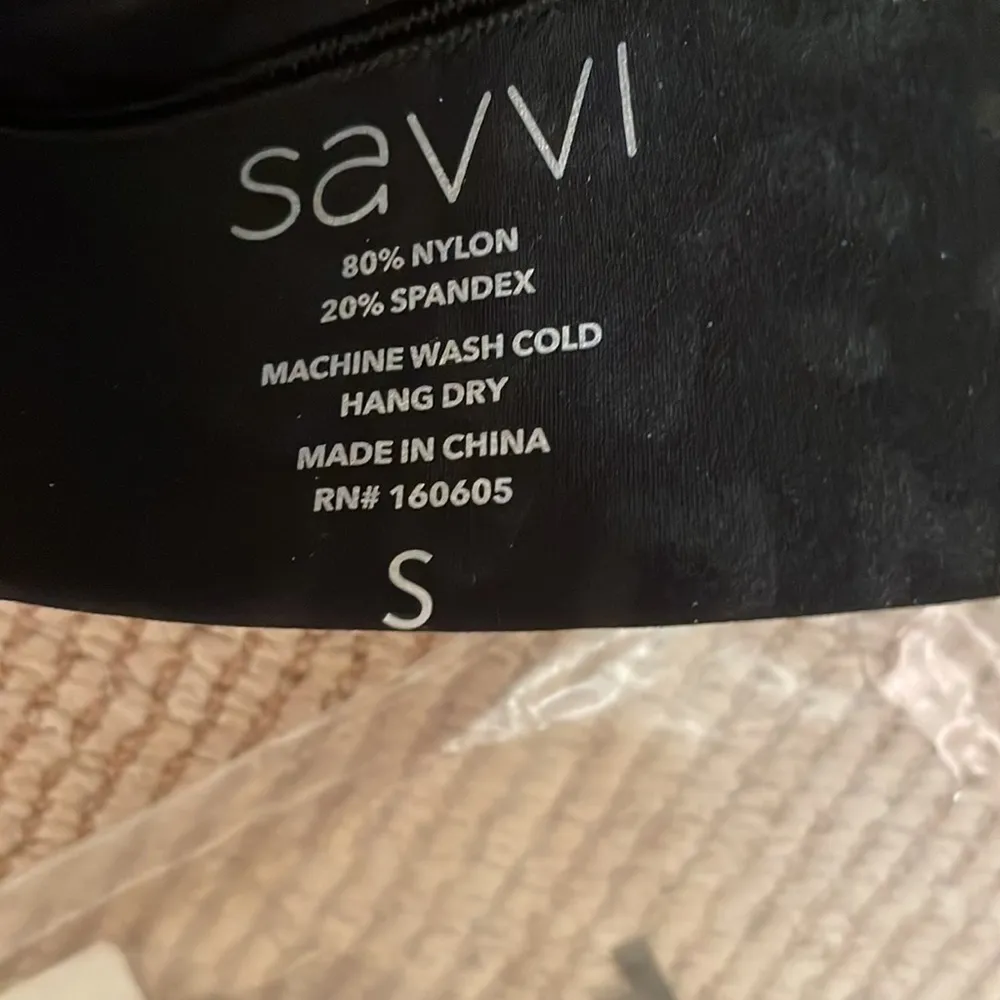 savvi
80% NYLON
20% SPANDEX
MACHINE WASH COLD
HANG DRY
MADE IN CHINA
RN# 160605
S